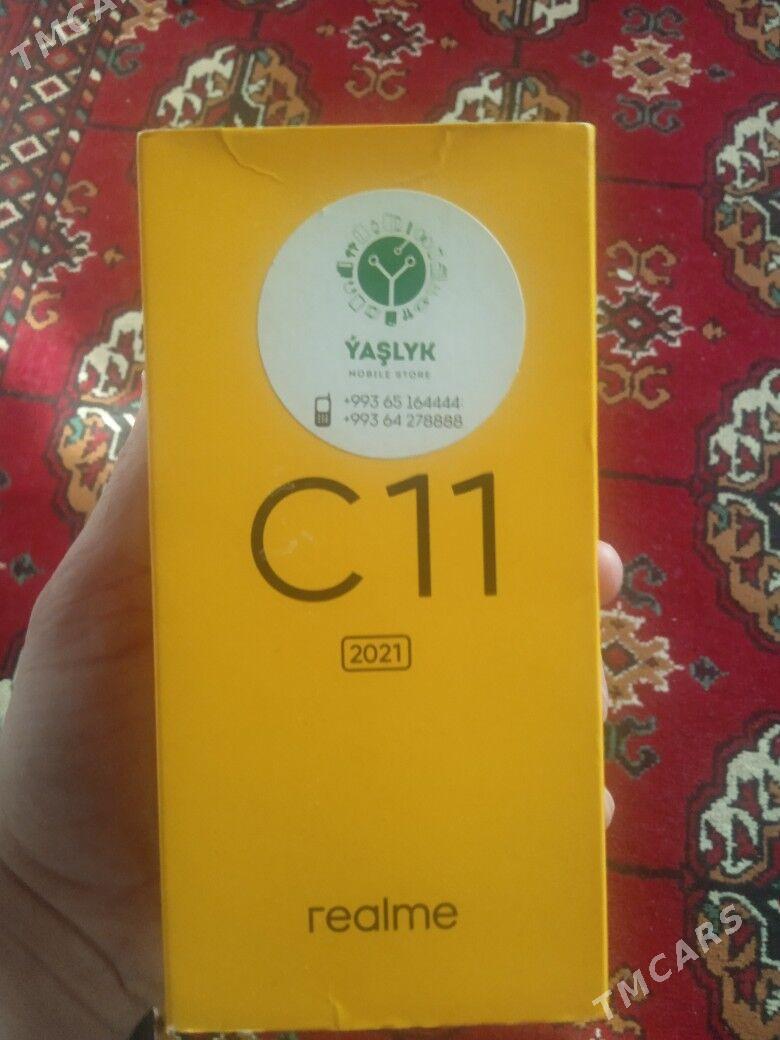 TMCARS
ÝAŞLYK
MOBILE STORE
+993 65 164444
+993 64 278888
C11
2021
realme
TMCARS